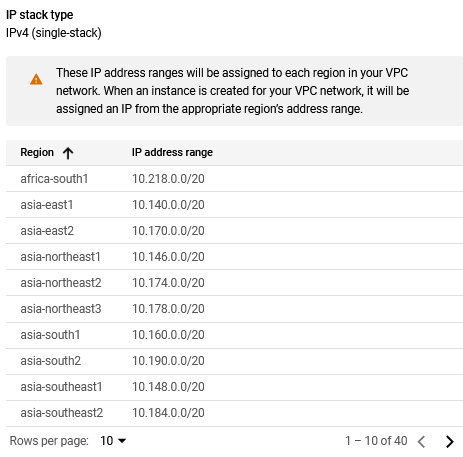 IP stack type
IPv4 (single-stack)
These IP address ranges will be assigned to each region in your VPC
network. When an instance is created for your VPC network, it will be
assigned an IP from the appropriate region's address range.
Region IP address range
africa-south1 10.218.0.0/20
asia-east1 10.140.0.0/20
asia-east2 10.170.0.0/20
asia-northeast1 10.146.0.0/20
asia-northeast2 10.174.0.0/20
asia-northeast3 10.178.0.0/20
asia-south1 10.160.0.0/20
asia-south2 10.190.0.0/20
asia-southeast1 10.148.0.0/20
asia-southeast2 10.184.0.0/20
Rows per page: 10 1 – 10 of 40